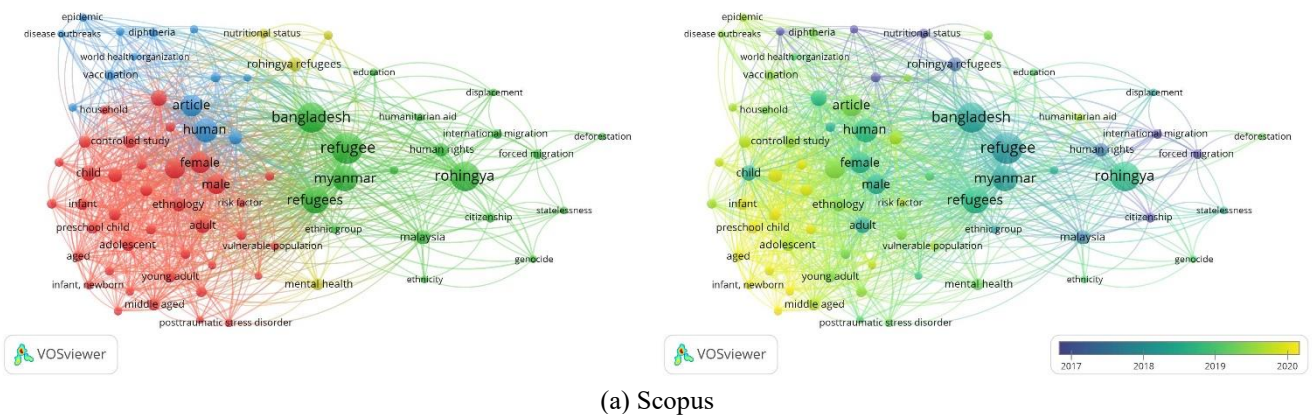 epidemic
disease outbreaks
diphtheria
nutritional status
world health organization
rohingya refugees
vaccination
education
displacement
household
article
bangladesh
humanitarian aid
human
international migration
deforestation
controlled study
refugee
human rights
forced migration
female
child
male
myanmar
rohingya
infant
ethnology
risk factor
refugees
citizenship
statelessness
preschool child
adult
ethnic group
malaysia
adolescent
vulnerable population
aged
genocide
infant, newborn
young adult
mental health
ethnicity
middle aged
posttraumatic stress disorder
VOSviewer
epidemic
disease outbreaks
diphtheria
nutritional status
world health organization
rohingya refugees
vaccination
education
displacement
household
article
bangladesh
humanitarian aid
human
international migration
deforestation
controlled study
refugee
human rights
forced migration
female
child
male
myanmar
rohingya
infant
ethnology
risk factor
refugees
citizenship
statelessness
preschool child
adult
ethnic group
malaysia
adolescent
vulnerable population
aged
genocide
infant, newborn
young adult
mental health
ethnicity
middle aged
posttraumatic stress disorder
VOSviewer
2017 2018 2019 2020
(a) Scopus